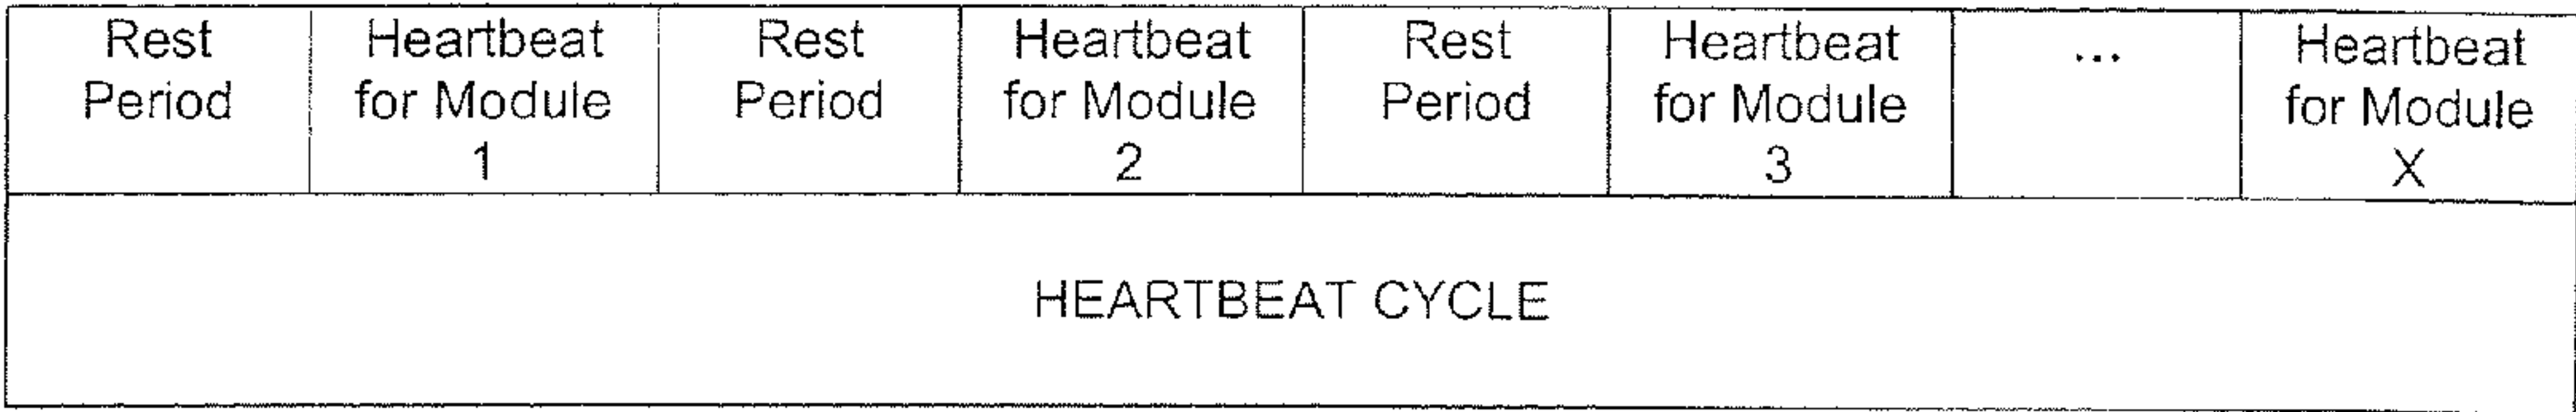 Rest
Period
Heartbeat
for Module
1
Rest
Period
Heartbeat
for Module
2
Rest
Period
Heartbeat
for Module
3
...
Heartbeat
for Module
X
HEARTBEAT CYCLE